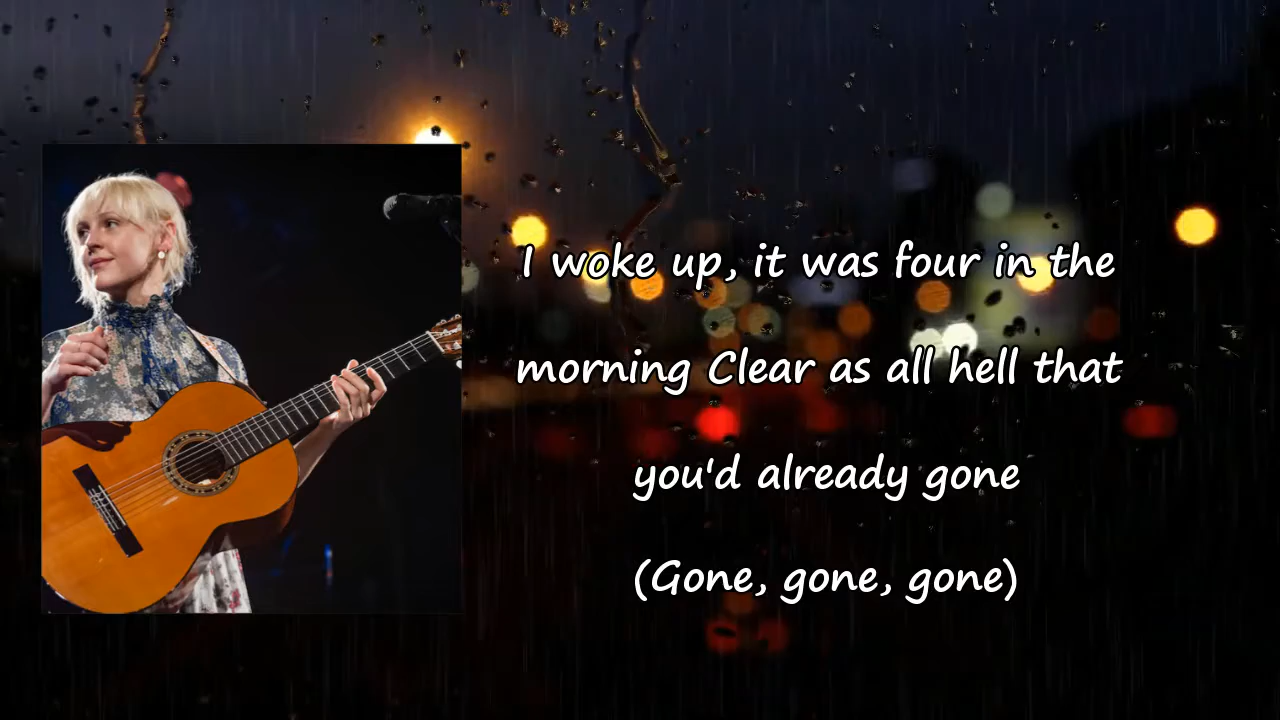 I woke up, it was four in the
morning Clear as all hell that
you'd already gone
(Gone, gone, gone)